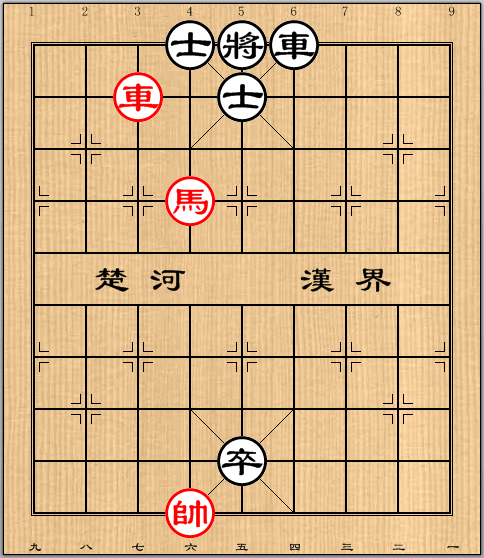 1 2 3 4 5 6 7 8 9
士 將 車
車 士
馬
楚 河 漢 界
卒
帥
九 八 七 六 五 四 三 二 一